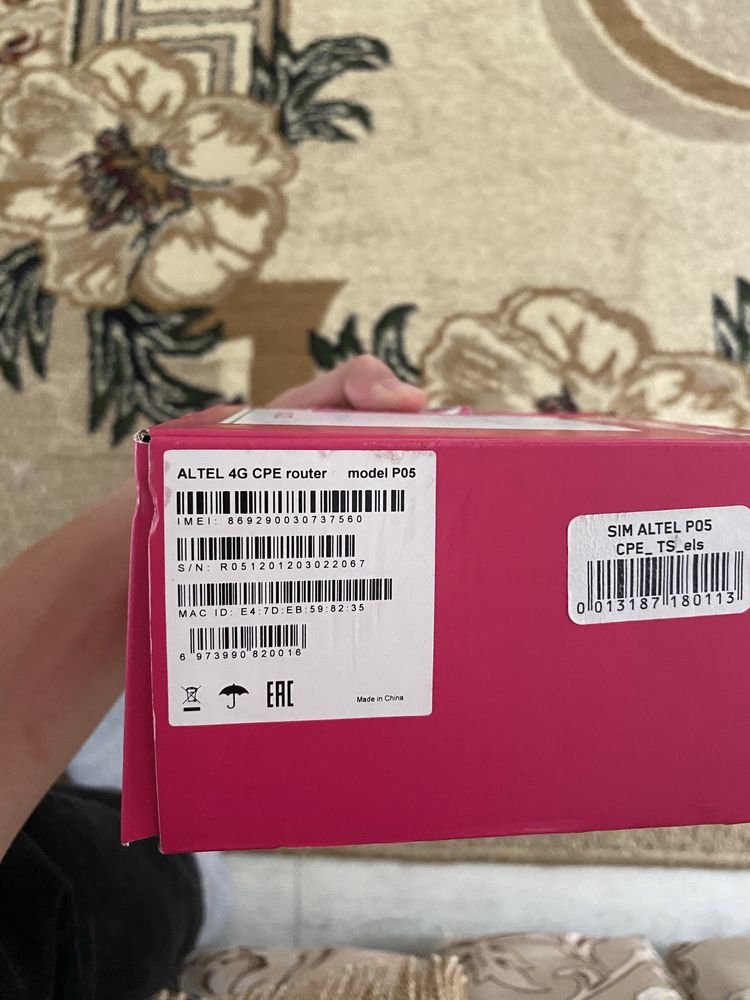 ALTEL 4G CPE router model P05
IMEI: 869290030737560
S/N: R051201203022067
MAC ID: E4:7D:EB:59:82:35
6 973990 820016
EAC Made in China
SIM ALTEL P05
CPE_ TS_els
0 013187 180113